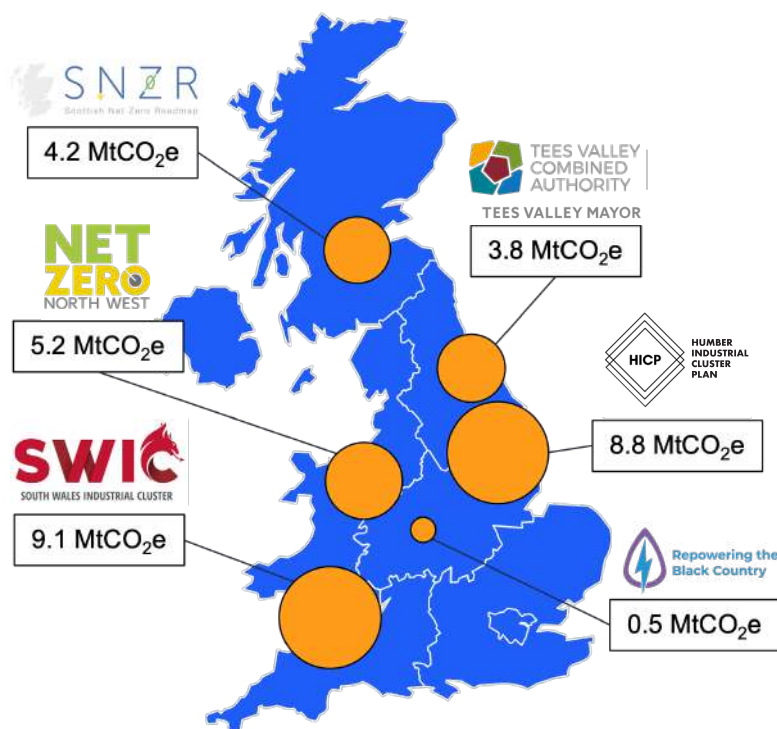 SNZR
Scottish Net Zero Roadmap
4.2 MtCO₂e
TEES VALLEY
COMBINED
AUTHORITY
TEES VALLEY MAYOR
3.8 MtCO₂e
NET
ZERO
NORTH WEST
5.2 MtCO₂e
HICP
HUMBER
INDUSTRIAL
CLUSTER
PLAN
8.8 MtCO₂e
SWIC
SOUTH WALES INDUSTRIAL CLUSTER
9.1 MtCO₂e
Repowering the
Black Country
0.5 MtCO₂e